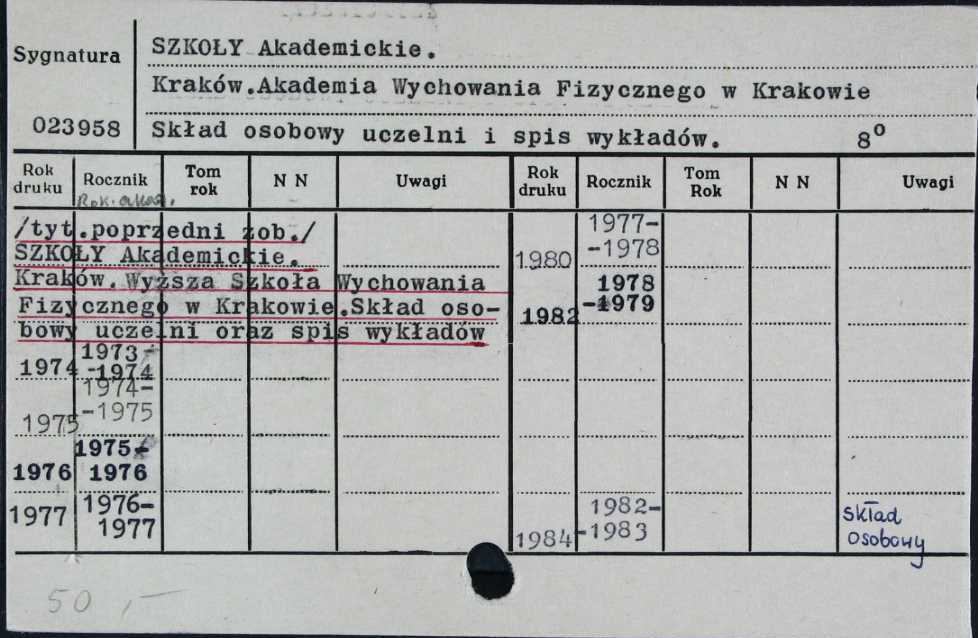 Sygnatura
023958
SZKOŁY Akademickie.
Kraków.Akademia Wychowania Fizycznego w Krakowie
Skład osobowy uczelni i spis wykładów. 8º
Rok druku Rocznik Tom rok N N Uwagi Rok druku Rocznik Tom Rok N N Uwagi
Rok. akad.
/tyt.poprzedni zob./
SZKOŁY Akademickie.
Kraków. Wyższa Szkoła Wychowania
Fizycznego w Krakowie.Skład oso-
bowy uczelni oraz spis wykładów
1974 1973--1974
1975 1974--1975
1976 1975-1976
1977 1976-1977
1980 1977--1978
1982 1978-1979
1984 1982--1983 skład osobowy
50,-